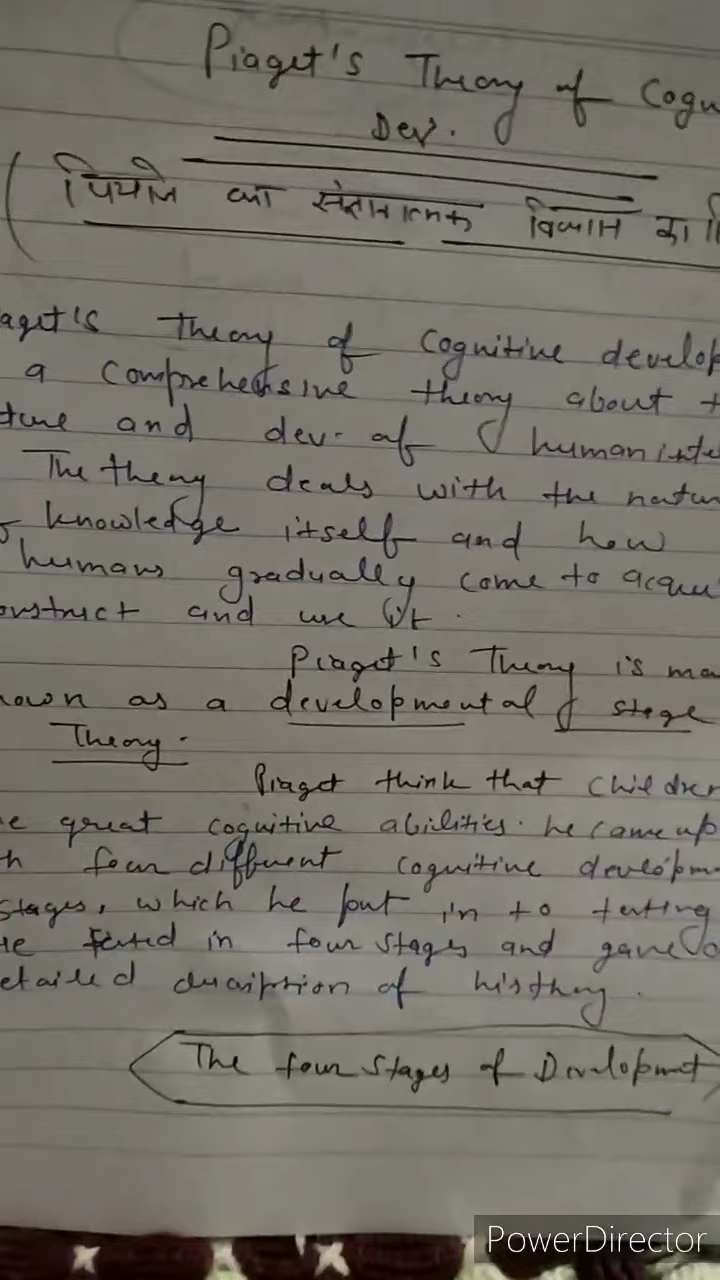 Piaget's Theory of Cogn
Dev.
( पियाजे का संज्ञानात्मक विकास का
aget's theory of cognitive develop
a comprehensive theory about t
ture and dev. of human inte
The theory deals with the natur
knowledge itself and how
humans gradually come to acqu
onstruct and use it.
Piaget's Theory is ma
nown as a developmental stage
Theory.
Piaget think that children
e great cognitive abilities. he came up
th four different cognitive developm
stages, which he put in to testing
He tested in four stages and gave
etailed discription of histhory.
The four stages of Development
PowerDirector